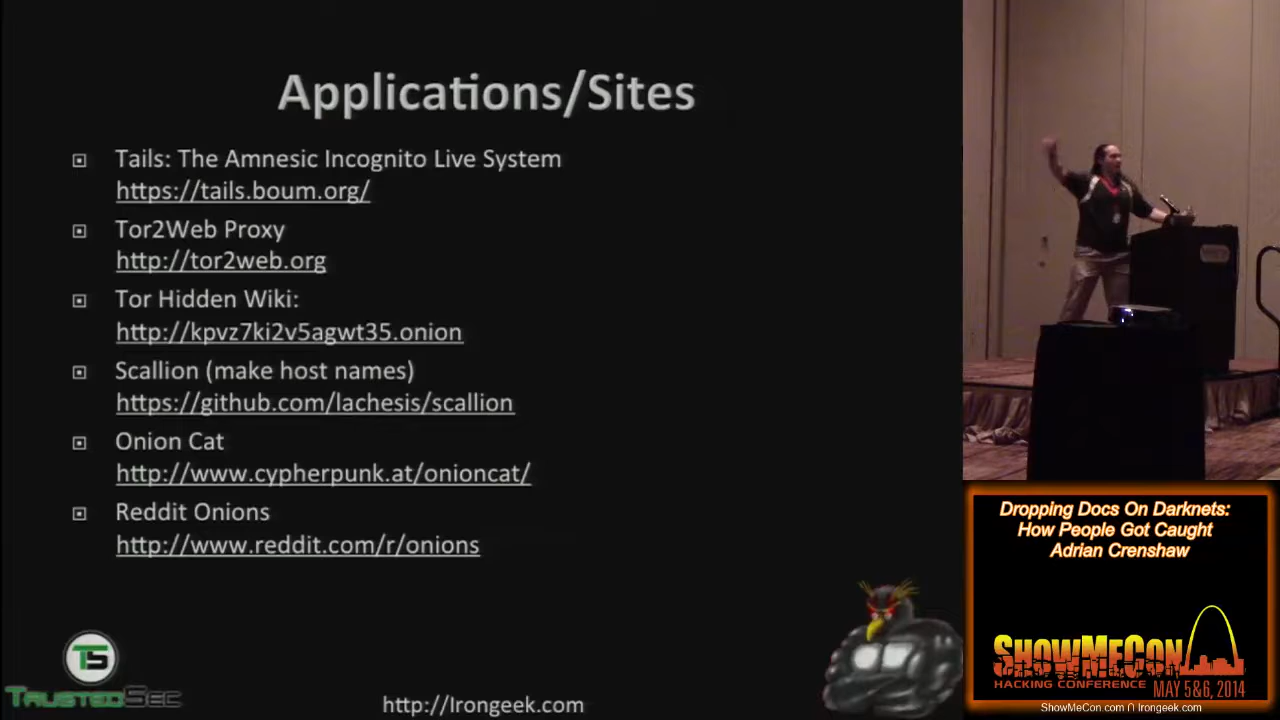 Applications/Sites
Tails: The Amnesic Incognito Live System
https://tails.boum.org/
Tor2Web Proxy
http://tor2web.org
Tor Hidden Wiki:
http://kpvz7ki2v5agwt35.onion
Scallion (make host names)
https://github.com/lachesis/scallion
Onion Cat
http://www.cypherpunk.at/onioncat/
Reddit Onions
http://www.reddit.com/r/onions
TS
TRUSTEDSEC
http://Irongeek.com
Dropping Docs On Darknets:
How People Got Caught
Adrian Crenshaw
SHOWMECON
HACKING CONFERENCE MAY 5&6, 2014
ShowMeCon.com ∩ Irongeek.com